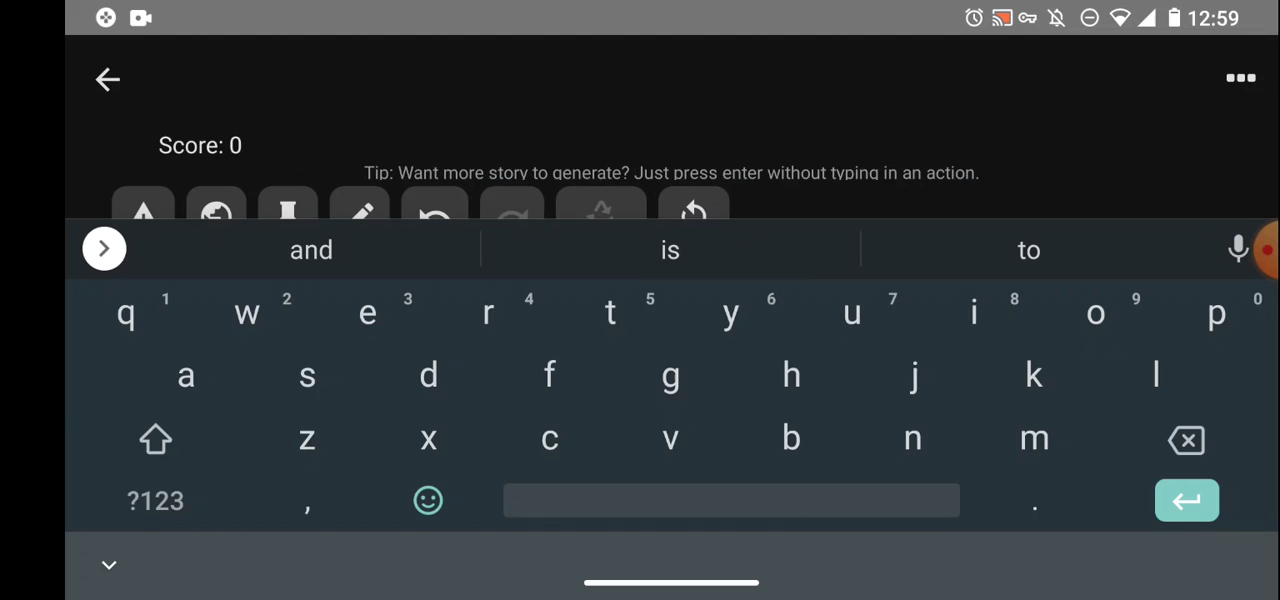 12:59
Score: 0
Tip: Want more story to generate? Just press enter without typing in an action.
and is to
q 1 w 2 e 3 r 4 t 5 y 6 u 7 i 8 o 9 p 0
a s d f g h j k l
z x c v b n m
?123 , .